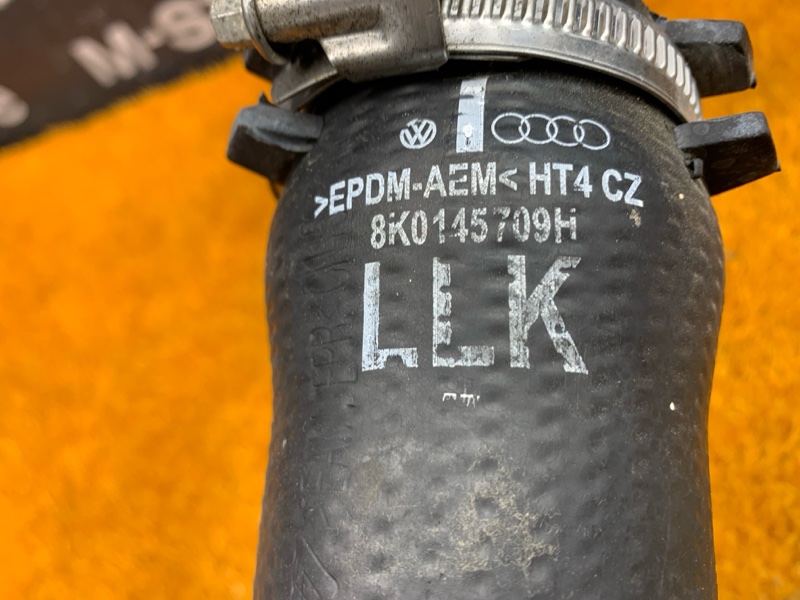 M-S
>EPDM-AEM< HT4 CZ
8K0145709H
LLK